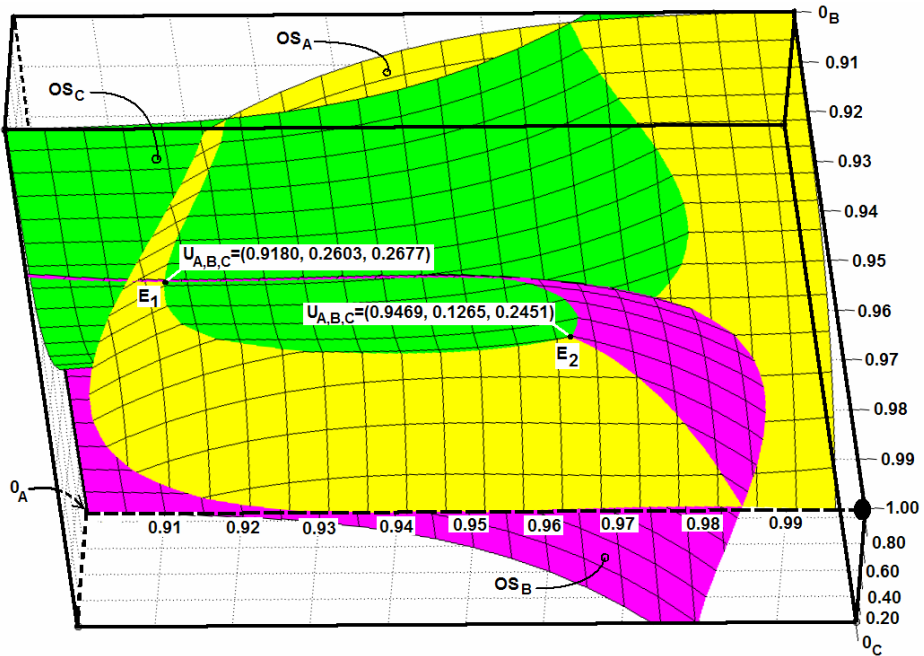 0B
OSA
0.91
OSC
0.92
0.93
0.94
UA,B,C=(0.9180, 0.2603, 0.2677)
0.95
E1
UA,B,C=(0.9469, 0.1265, 0.2451)
0.96
E2
0.97
0.98
0.99
0A
1.00
0.91 0.92 0.93 0.94 0.95 0.96 0.97 0.98 0.99
0.80
0.60
OSB
0.40
0.20
0C